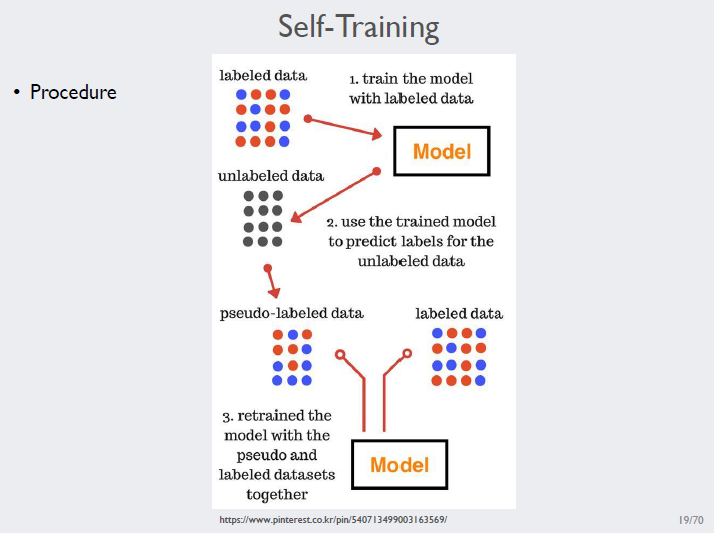 Self-Training
• Procedure
labeled data
1. train the model
with labeled data
Model
unlabeled data
2. use the trained model
to predict labels for the
unlabeled data
pseudo-labeled data
labeled data
3. retrained the
model with the
pseudo and
labeled datasets
together
Model
https://www.pinterest.co.kr/pin/540713499003163569/
19/70